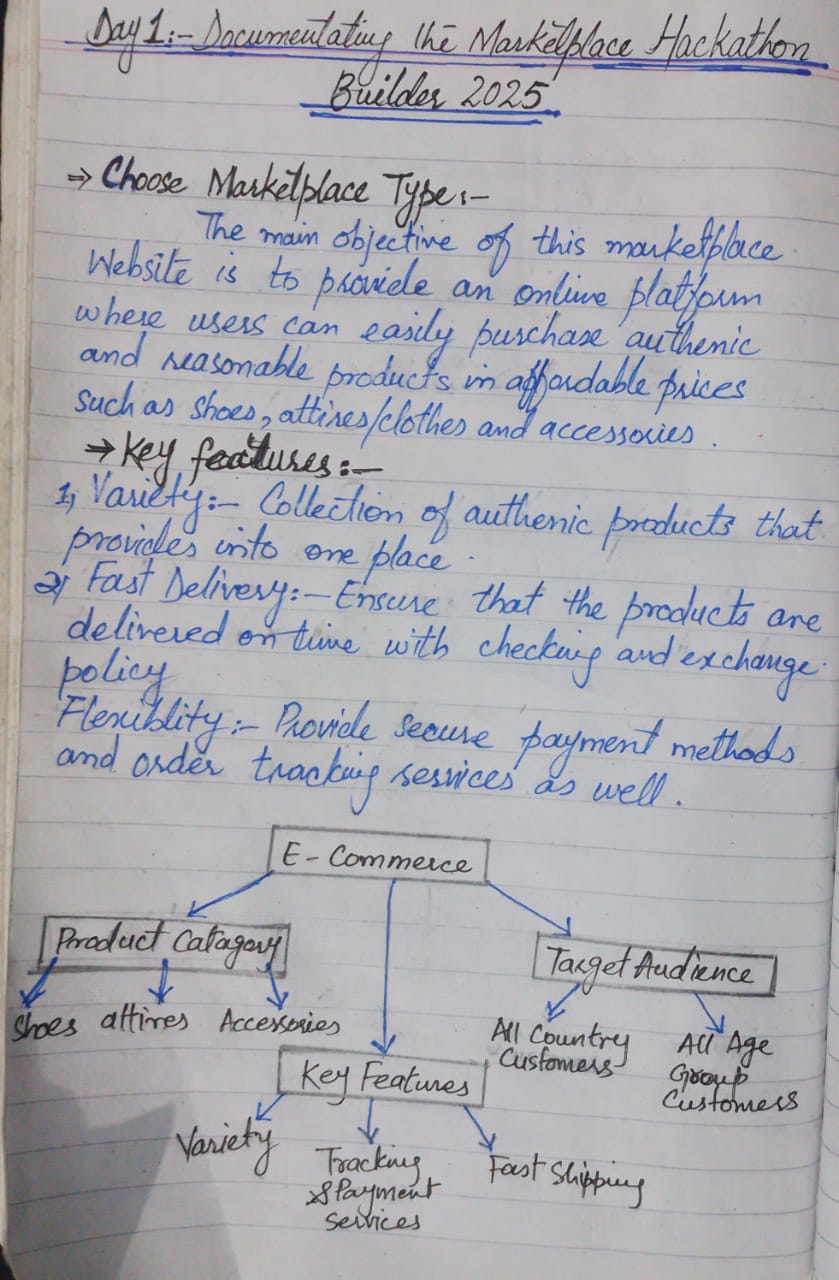 Day 1:- Documentating the Marketplace Hackathon
Builder 2025
⇒ Choose Marketplace Type:-
The main objective of this marketplace
Website is to provide an online platform
where users can easily purchase authenic
and reasonable products in affordable prices
such as shoes, attires/clothes and accessories.
→ Key features:-
1, Variety:- Collection of authenic products that
provides into one place.
2, Fast Delivery:- Ensure that the products are
delivered on time with checking and exchange
policy
Flexiblity:- Provide secure payment methods
and order tracking services as well.
E-Commerce
Product Catagory
Target Audience
Shoes attires Accessories
All Country
Customers
All Age
Group
Customers
Key Features
Variety
Tracking
& Payment
services
Fast Shipping